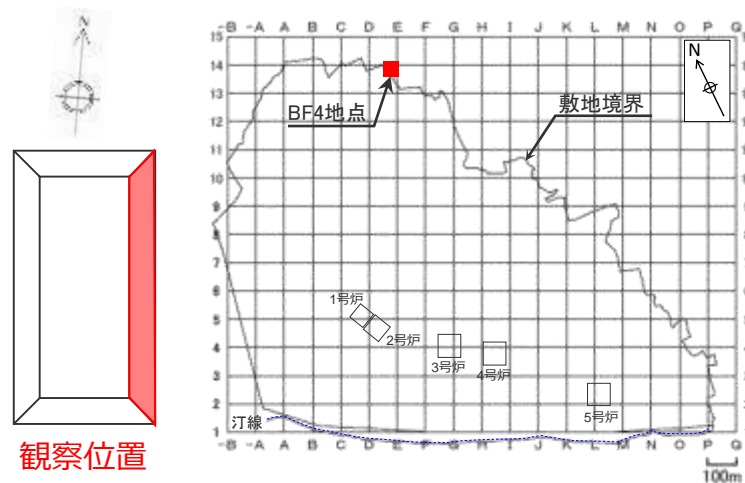 N
観察位置
-B -A A B C D E F G H I J K L M N O P Q
N
15
14
13
12
11
10
9
8
7
6
5
4
3
2
1
BF4地点
敷地境界
1号炉
2号炉
3号炉
4号炉
5号炉
汀線
-B -A A B C D E F G H I J K L M N O P Q
100m